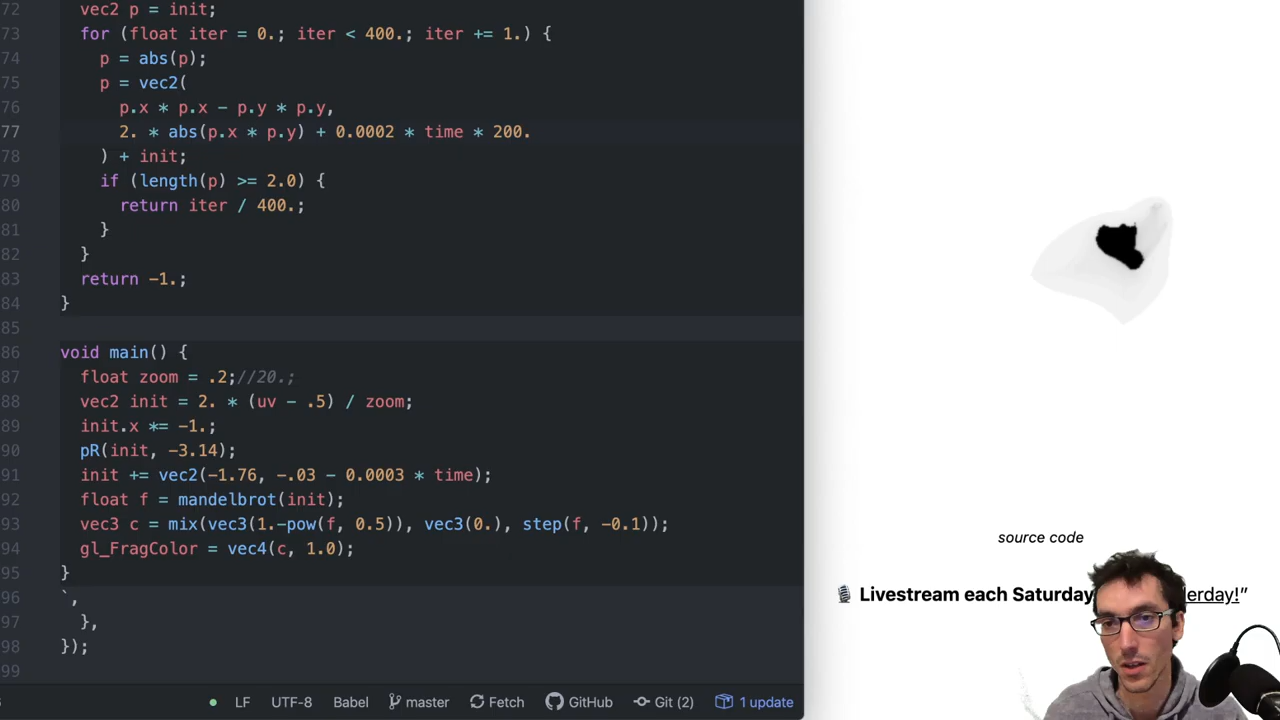 72 vec2 p = init;
73 for (float iter = 0.; iter < 400.; iter += 1.) {
74 p = abs(p);
75 p = vec2(
76 p.x * p.x - p.y * p.y,
77 2. * abs(p.x * p.y) + 0.0002 * time * 200.
78 ) + init;
79 if (length(p) >= 2.0) {
80 return iter / 400.;
81 }
82 }
83 return -1.;
84 }
85
86 void main() {
87 float zoom = .2;//20.;
88 vec2 init = 2. * (uv - .5) / zoom;
89 init.x *= -1.;
90 pR(init, -3.14);
91 init += vec2(-1.76, -.03 - 0.0003 * time);
92 float f = mandelbrot(init);
93 vec3 c = mix(vec3(1.-pow(f, 0.5)), vec3(0.), step(f, -0.1));
94 gl_FragColor = vec4(c, 1.0);
95 }
96 `,
97 },
98 });
99
source code
🎙 Livestream each Saturday erday!”
LF UTF-8 Babel master Fetch GitHub Git (2) 1 update